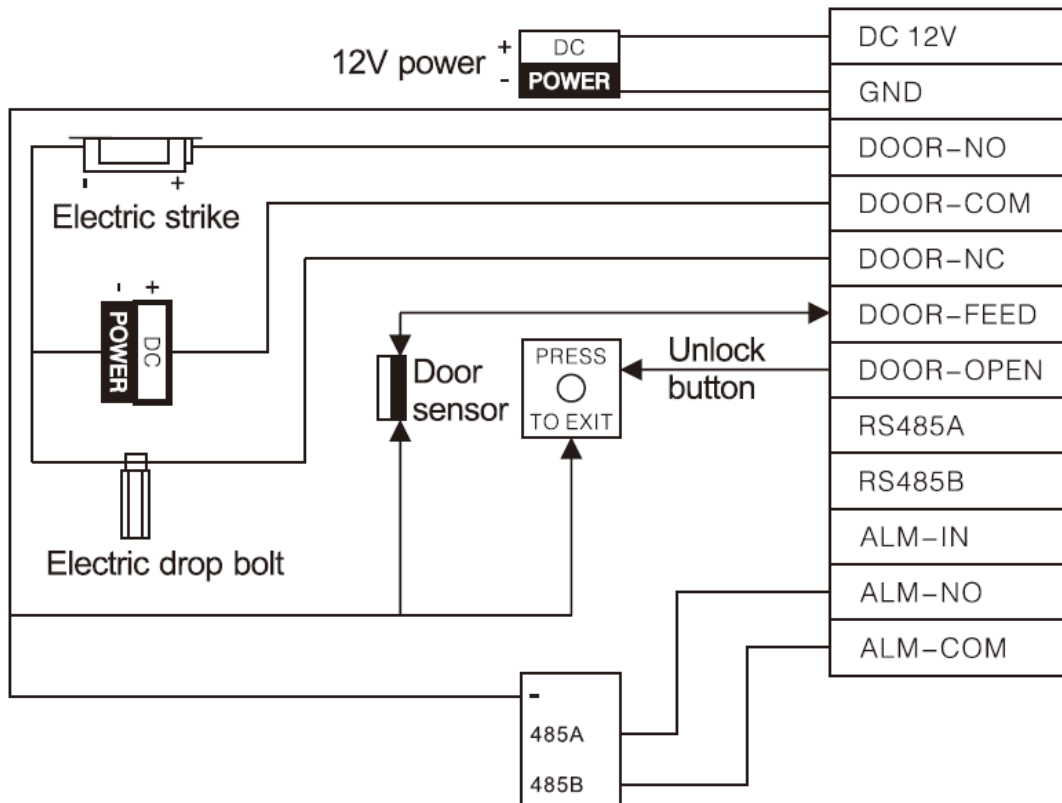 12V power
+
-
DC
POWER
DC 12V
GND
DOOR-NO
DOOR-COM
DOOR-NC
DOOR-FEED
DOOR-OPEN
RS485A
RS485B
ALM-IN
ALM-NO
ALM-COM
-
+
Electric strike
-
+
POWER
DC
Electric drop bolt
Door
sensor
PRESS
TO EXIT
Unlock
button
-
485A
485B